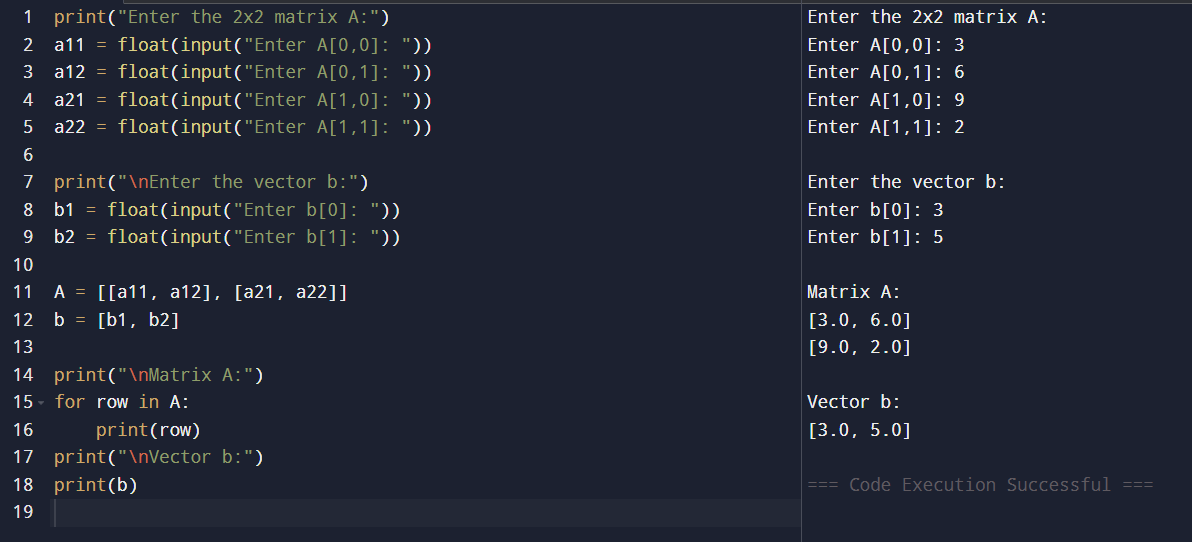 1 print("Enter the 2x2 matrix A:")
2 a11 = float(input("Enter A[0,0]: "))
3 a12 = float(input("Enter A[0,1]: "))
4 a21 = float(input("Enter A[1,0]: "))
5 a22 = float(input("Enter A[1,1]: "))
6
7 print("\nEnter the vector b:")
8 b1 = float(input("Enter b[0]: "))
9 b2 = float(input("Enter b[1]: "))
10
11 A = [[a11, a12], [a21, a22]]
12 b = [b1, b2]
13
14 print("\nMatrix A:")
15 for row in A:
16     print(row)
17 print("\nVector b:")
18 print(b)
19
Enter the 2x2 matrix A:
Enter A[0,0]: 3
Enter A[0,1]: 6
Enter A[1,0]: 9
Enter A[1,1]: 2
Enter the vector b:
Enter b[0]: 3
Enter b[1]: 5
Matrix A:
[3.0, 6.0]
[9.0, 2.0]
Vector b:
[3.0, 5.0]
=== Code Execution Successful ===